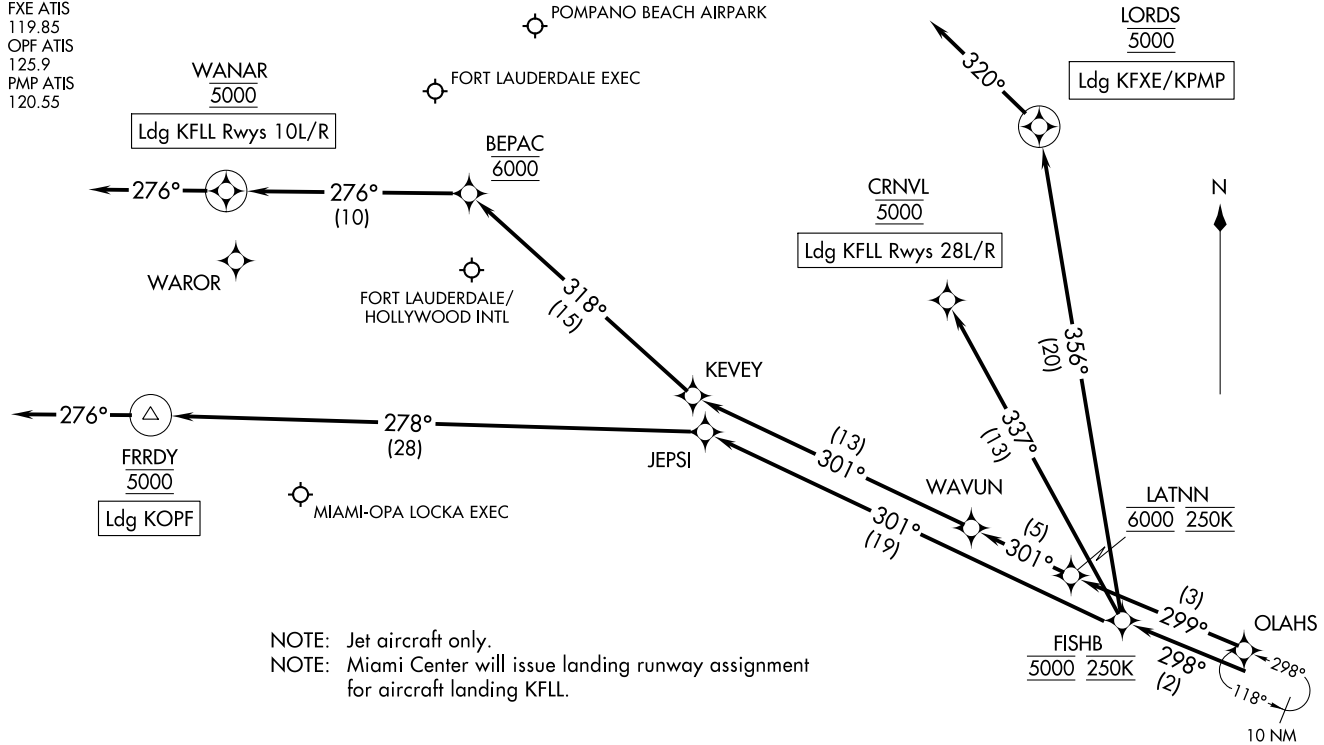 FXE ATIS
119.85
OPF ATIS
125.9
PMP ATIS
120.55
POMPANO BEACH AIRPARK
FORT LAUDERDALE EXEC
LORDS
5000
Ldg KFXE/KPMP
320°
WANAR
5000
Ldg KFLL Rwys 10L/R
BEPAC
6000
276°
276°
(10)
CRNVL
5000
Ldg KFLL Rwys 28L/R
N
WAROR
FORT LAUDERDALE/
HOLLYWOOD INTL
318°
(15)
356°
(20)
KEVEY
276°
278°
(28)
FRRDY
5000
Ldg KOPF
JEPSI
337°
(13)
(13)
301°
WAVUN
LATNN
6000 250K
MIAMI-OPA LOCKA EXEC
301°
(19)
(5)
301°
(3)
299°
OLAHS
FISHB
5000 250K
298°
(2)
298°
118°
10 NM
NOTE: Jet aircraft only.
NOTE: Miami Center will issue landing runway assignment
for aircraft landing KFLL.